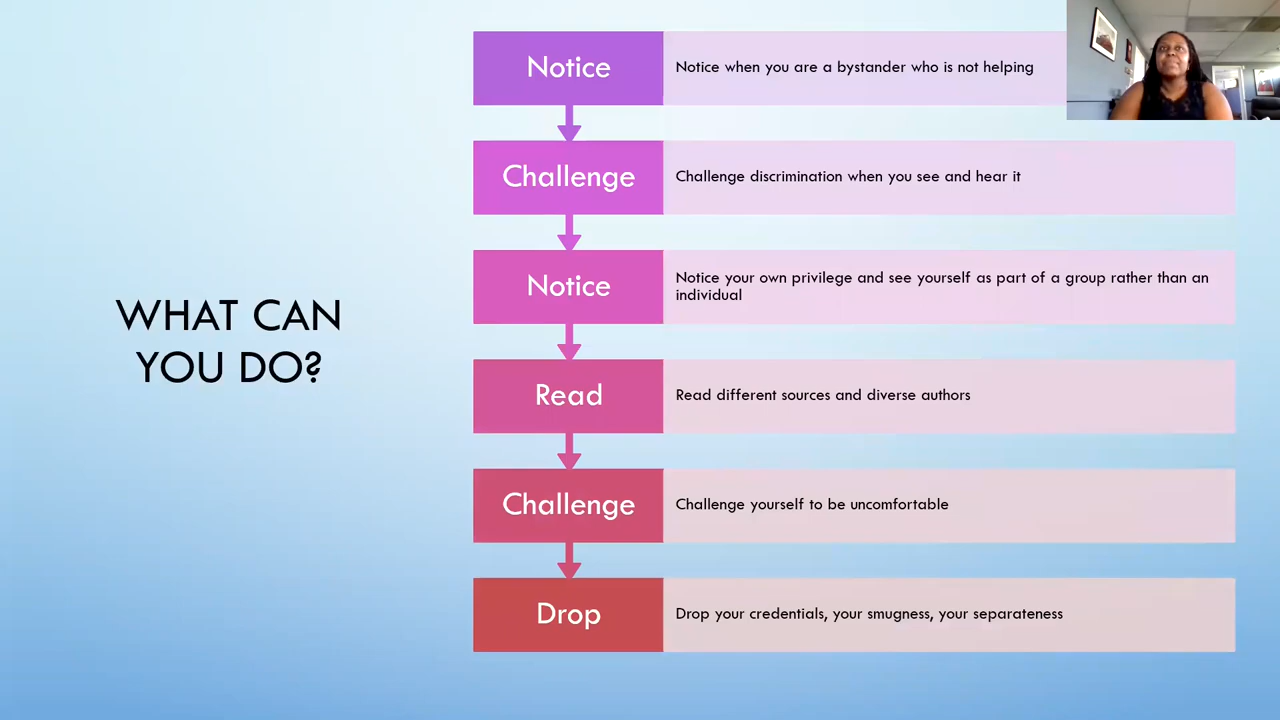 WHAT CAN
YOU DO?
Notice
Notice when you are a bystander who is not helping
Challenge
Challenge discrimination when you see and hear it
Notice
Notice your own privilege and see yourself as part of a group rather than an
individual
Read
Read different sources and diverse authors
Challenge
Challenge yourself to be uncomfortable
Drop
Drop your credentials, your smugness, your separateness